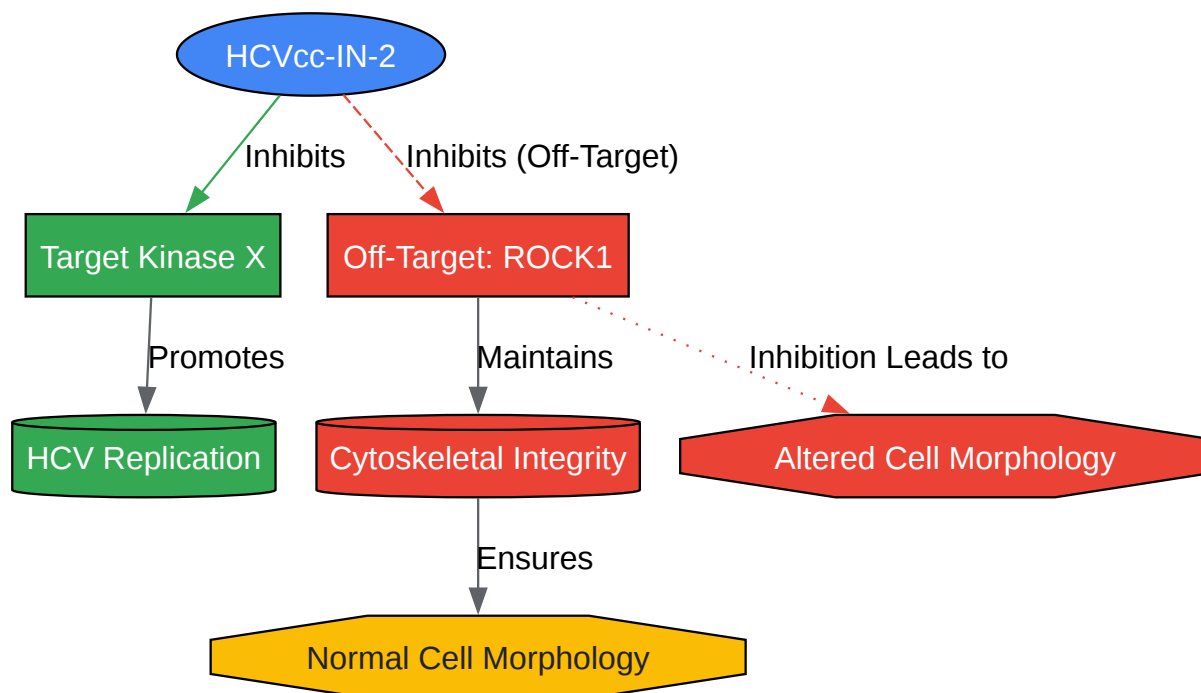 HCVcc-IN-2
Inhibits
Inhibits (Off-Target)
Target Kinase X
Off-Target: ROCK1
Promotes
Maintains
Inhibition Leads to
HCV Replication
Cytoskeletal Integrity
Altered Cell Morphology
Ensures
Normal Cell Morphology